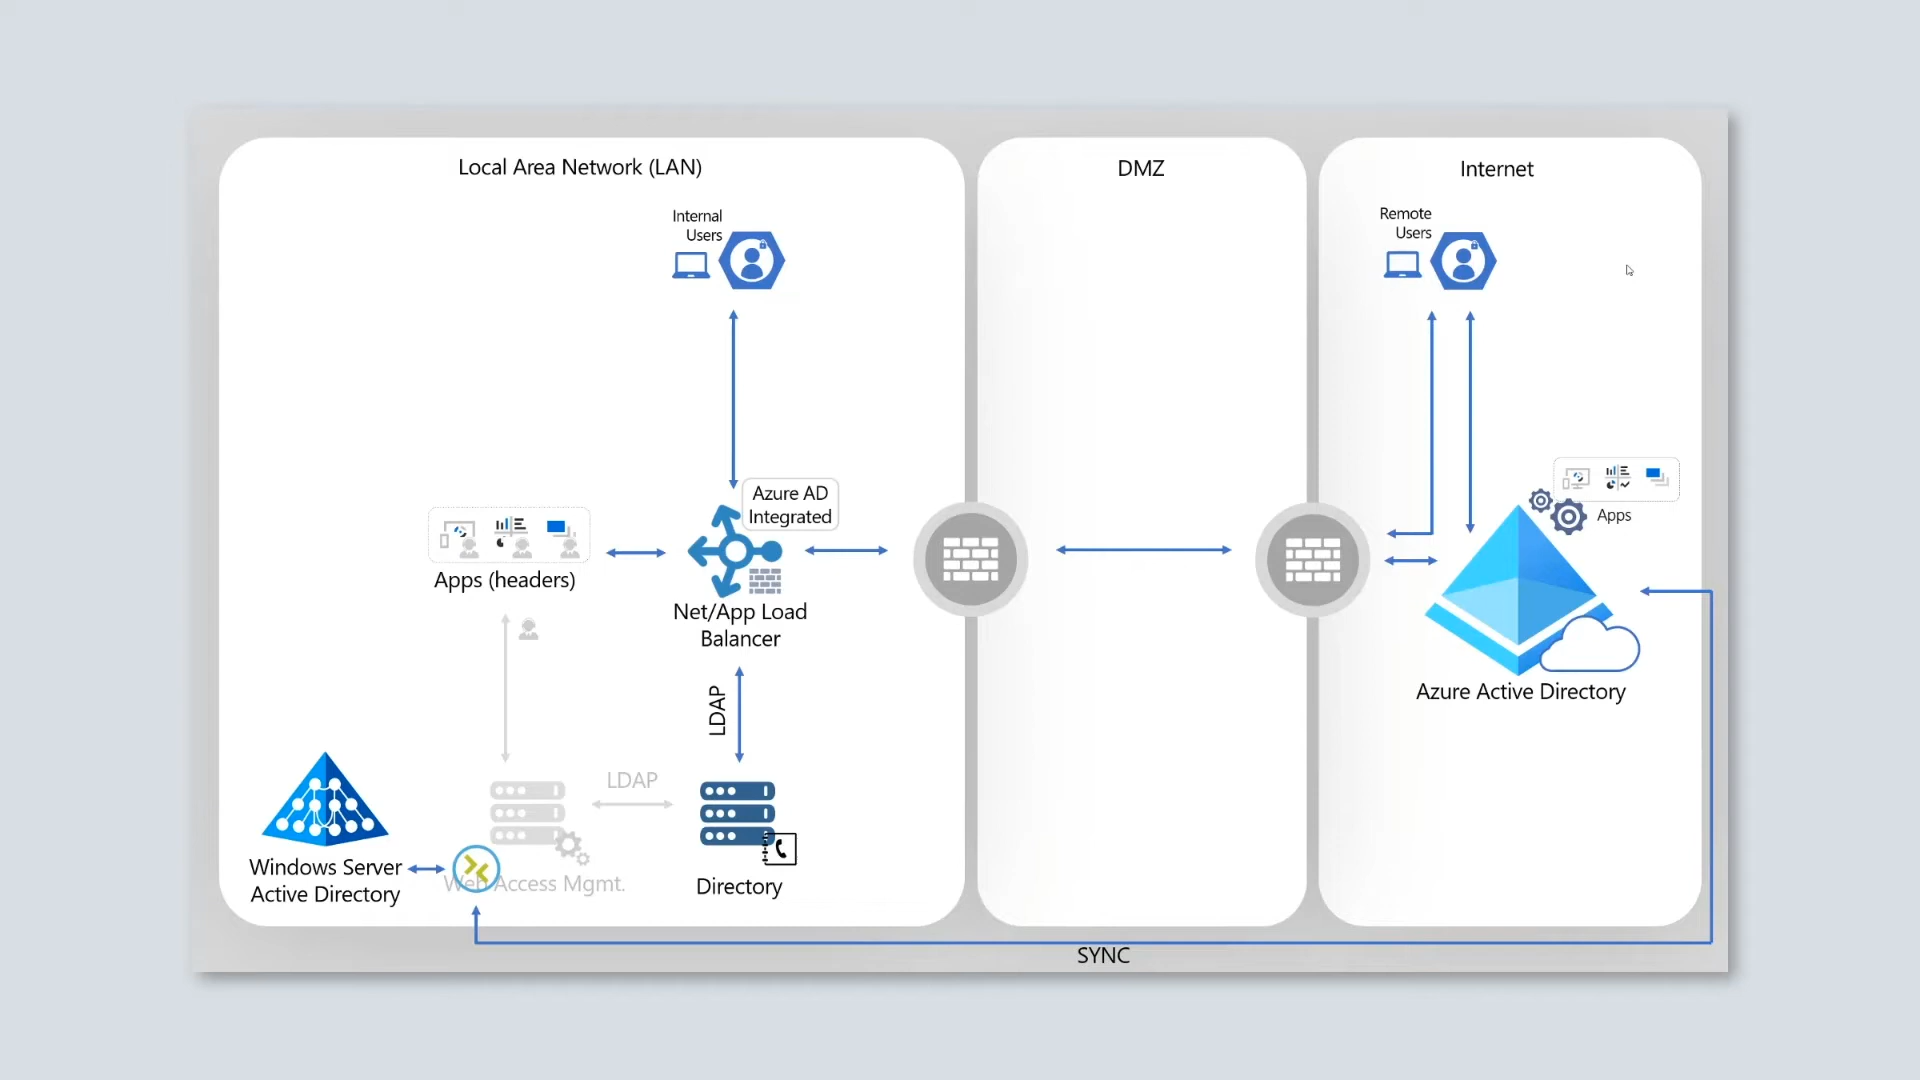 Local Area Network (LAN)
DMZ
Internet
Internal
Users
Remote
Users
Azure AD
Integrated
Apps (headers)
Net/App Load
Balancer
Apps
Azure Active Directory
LDAP
LDAP
Windows Server
Active Directory
Web Access Mgmt.
Directory
SYNC